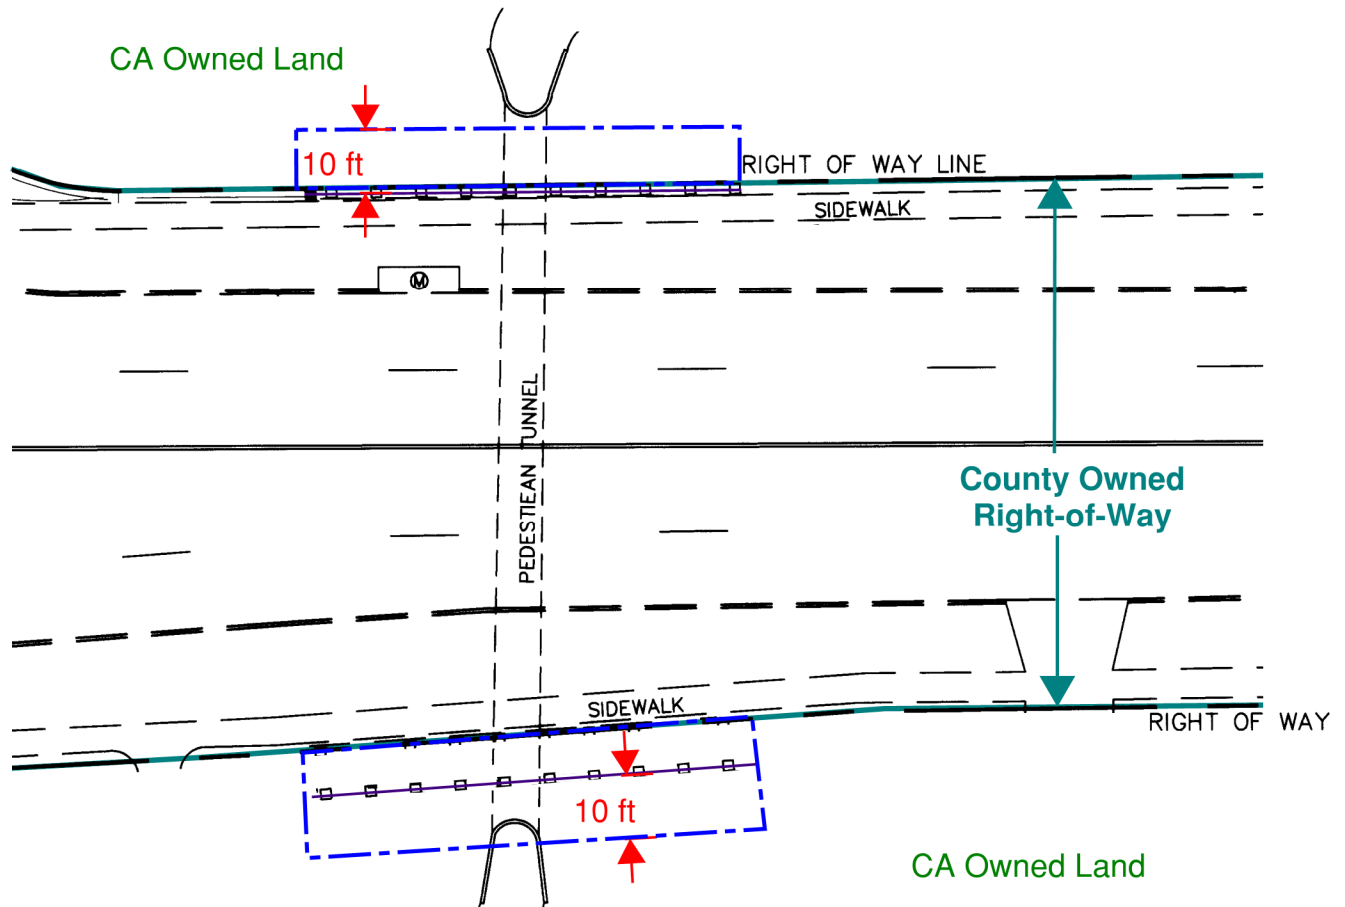 CA Owned Land
10 ft
RIGHT OF WAY LINE
SIDEWALK
M
PEDESTIEAN TUNNEL
County Owned
Right-of-Way
SIDEWALK
RIGHT OF WAY
10 ft
CA Owned Land